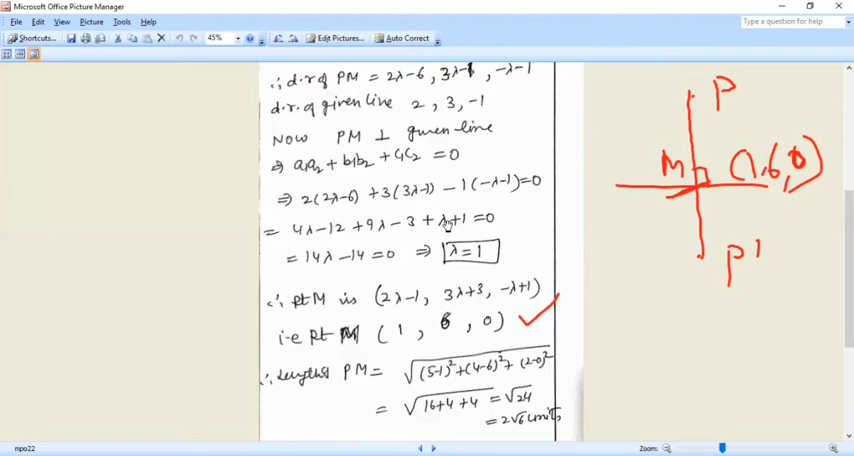 Microsoft Office Picture Manager
File Edit View Picture Tools Help
Type a question for help
Shortcuts... 45% Edit Pictures... Auto Correct
∴ d.r of PM = 2λ-6, 3λ-1, -λ-1
d.r. of given line 2, 3, -1
Now PM ⊥ given line
⇒ a₁a₂ + b₁b₂ + c₁c₂ = 0
⇒ 2(2λ-6) + 3(3λ-1) - 1(-λ-1) = 0
= 4λ-12 + 9λ - 3 + λ+1 = 0
= 14λ-14 = 0 ⇒ λ = 1
∴ pt M is (2λ-1, 3λ+3, -λ+1)
i.e pt M (1, 6, 0)
∴ length of PM = √(5-1)²+(4-6)²+(2-0)²
= √16+4+4 = √24
= 2√6 units
P
M (1,6,0)
P'
mpo22
Zoom: